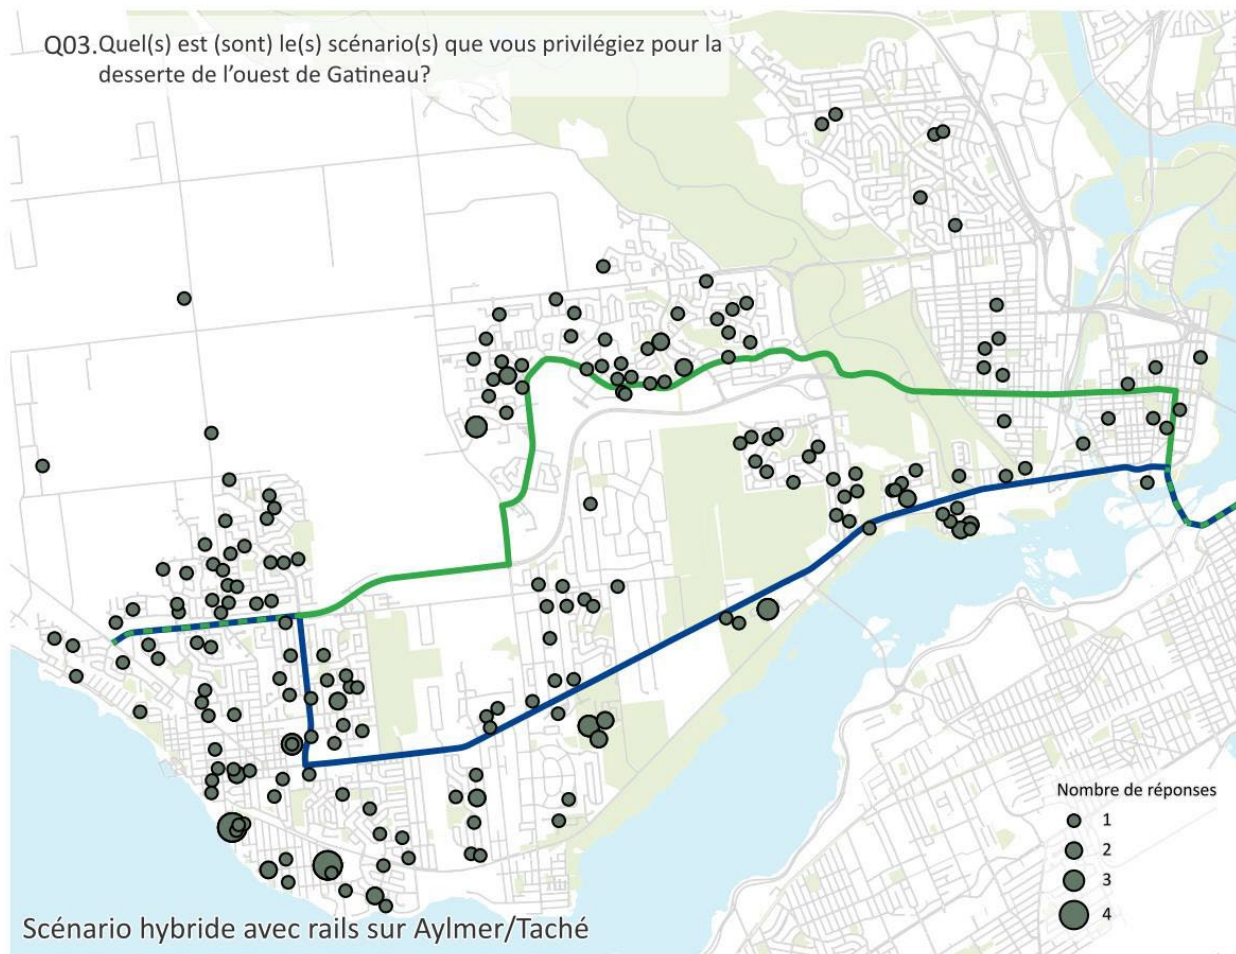 Q03.Quel(s) est (sont) le(s) scénario(s) que vous privilégiez pour la
desserte de l'ouest de Gatineau?
Nombre de réponses
1
2
3
4
Scénario hybride avec rails sur Aylmer/Taché